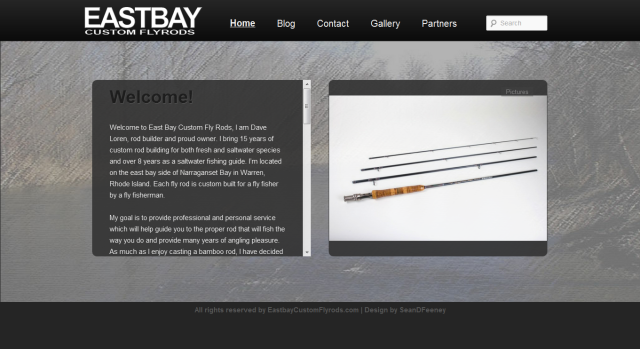 EASTBAY
CUSTOM FLYRODS
Home Blog Contact Gallery Partners Search
Welcome!
Pictures
Welcome to East Bay Custom Fly Rods, I am Dave
Loren, rod builder and proud owner. I bring 15 years of
custom rod building for both fresh and saltwater species
and over 8 years as a saltwater fishing guide. I'm located
on the east bay side of Narraganset Bay in Warren,
Rhode Island. Each fly rod is custom built for a fly fisher
by a fly fisherman.
My goal is to provide professional and personal service
which will help guide you to the proper rod that will fish the
way you do and provide many years of angling pleasure.
As much as I enjoy casting a bamboo rod, I have decided
All rights reserved by EastbayCustomFlyrods.com | Design by SeanDFeeney